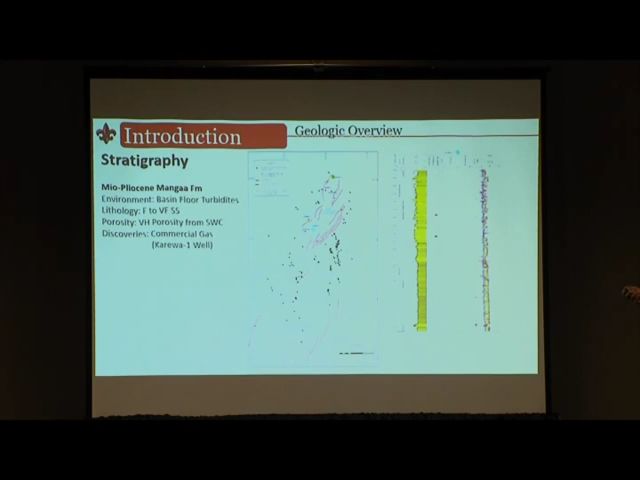 Introduction
Geologic Overview
Stratigraphy
Mio-Pliocene Mangaa Fm
Environment: Basin Floor Turbidites
Lithology: F to VF SS
Porosity: VH Porosity from SWC
Discoveries: Commercial Gas
(Karewa-1 Well)